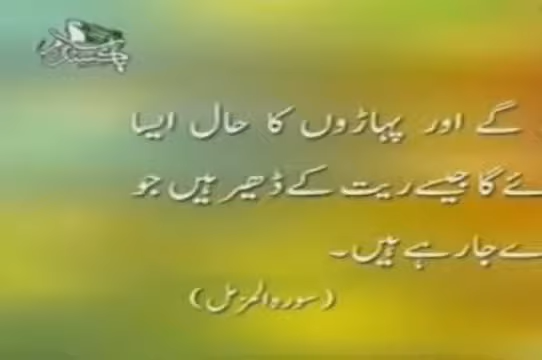 گے اور پہاڑوں کا حال ایسا
گا جیسے ریت کے ڈھیر ہیں جو
جا رہے ہیں۔
(سورہ المزمل)